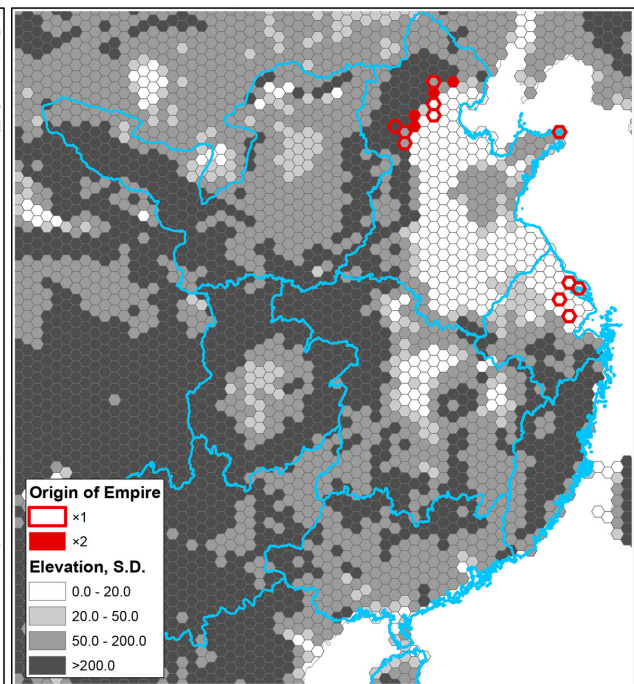 Origin of Empire
×1
×2
Elevation, S.D.
0.0 - 20.0
20.0 - 50.0
50.0 - 200.0
>200.0